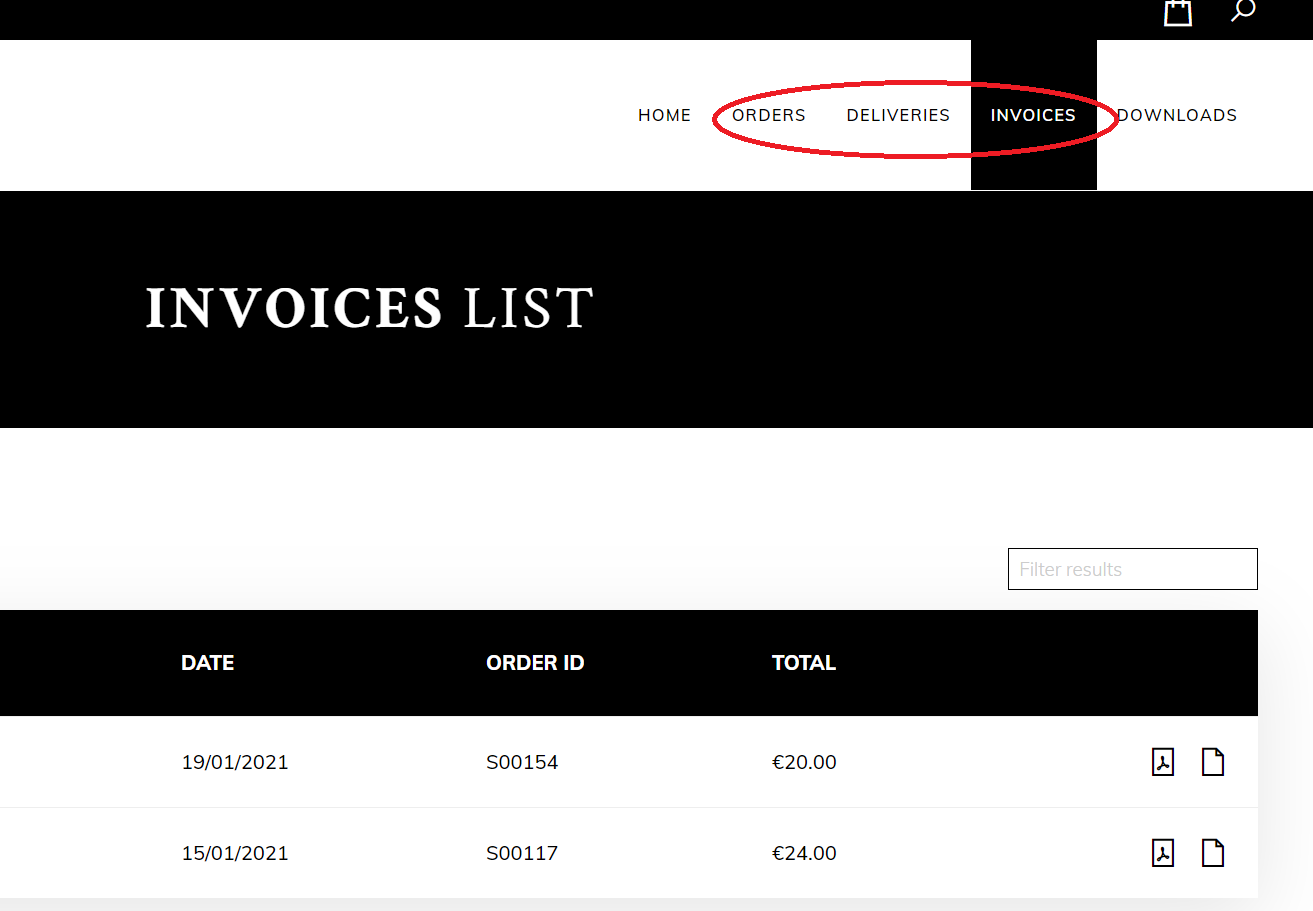 HOME ORDERS DELIVERIES INVOICES DOWNLOADS
INVOICES LIST
Filter results
DATE ORDER ID TOTAL
19/01/2021 S00154 €20.00
15/01/2021 S00117 €24.00